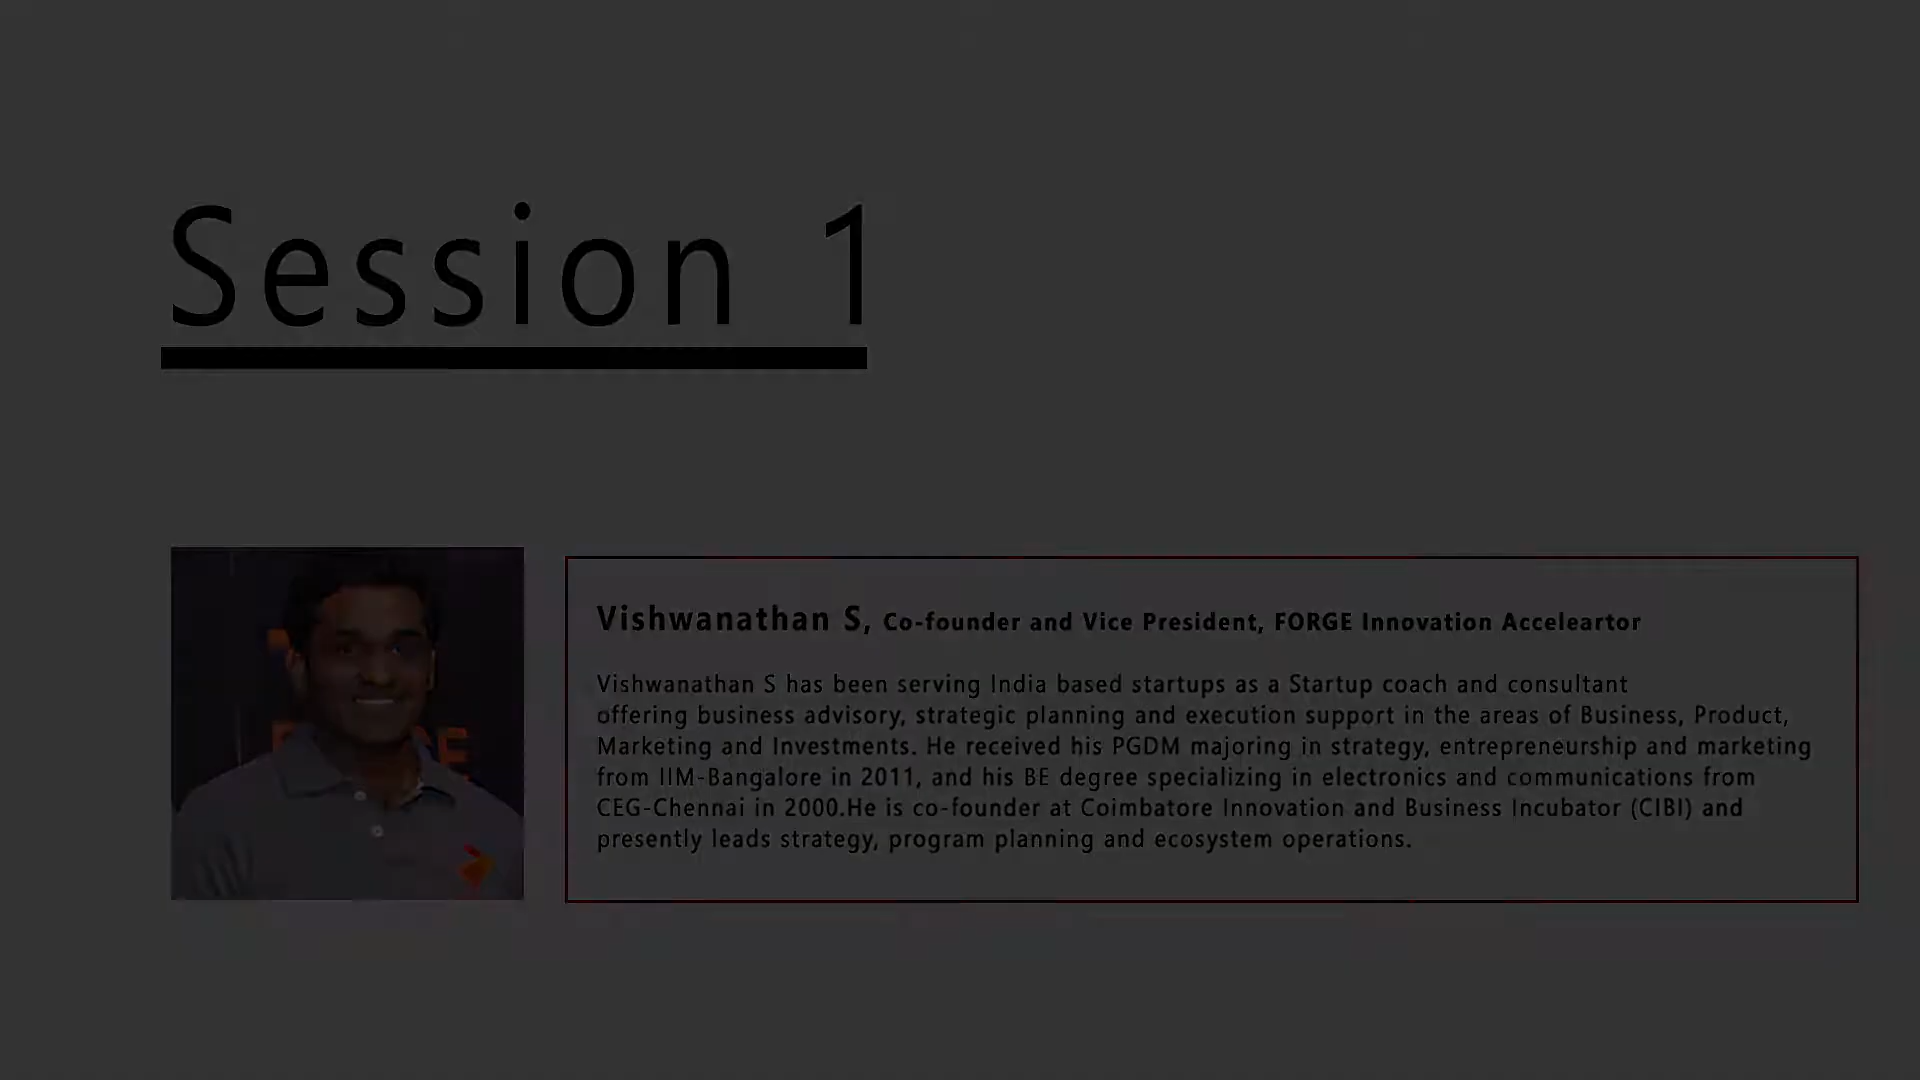 Session 1
Vishwanathan S, Co-founder and Vice President, FORGE Innovation Acceleartor
Vishwanathan S has been serving India based startups as a Startup coach and consultant
offering business advisory, strategic planning and execution support in the areas of Business, Product,
Marketing and Investments. He received his PGDM majoring in strategy, entrepreneurship and marketing
from IIM-Bangalore in 2011, and his BE degree specializing in electronics and communications from
CEG-Chennai in 2000.He is co-founder at Coimbatore Innovation and Business Incubator (CIBI) and
presently leads strategy, program planning and ecosystem operations.